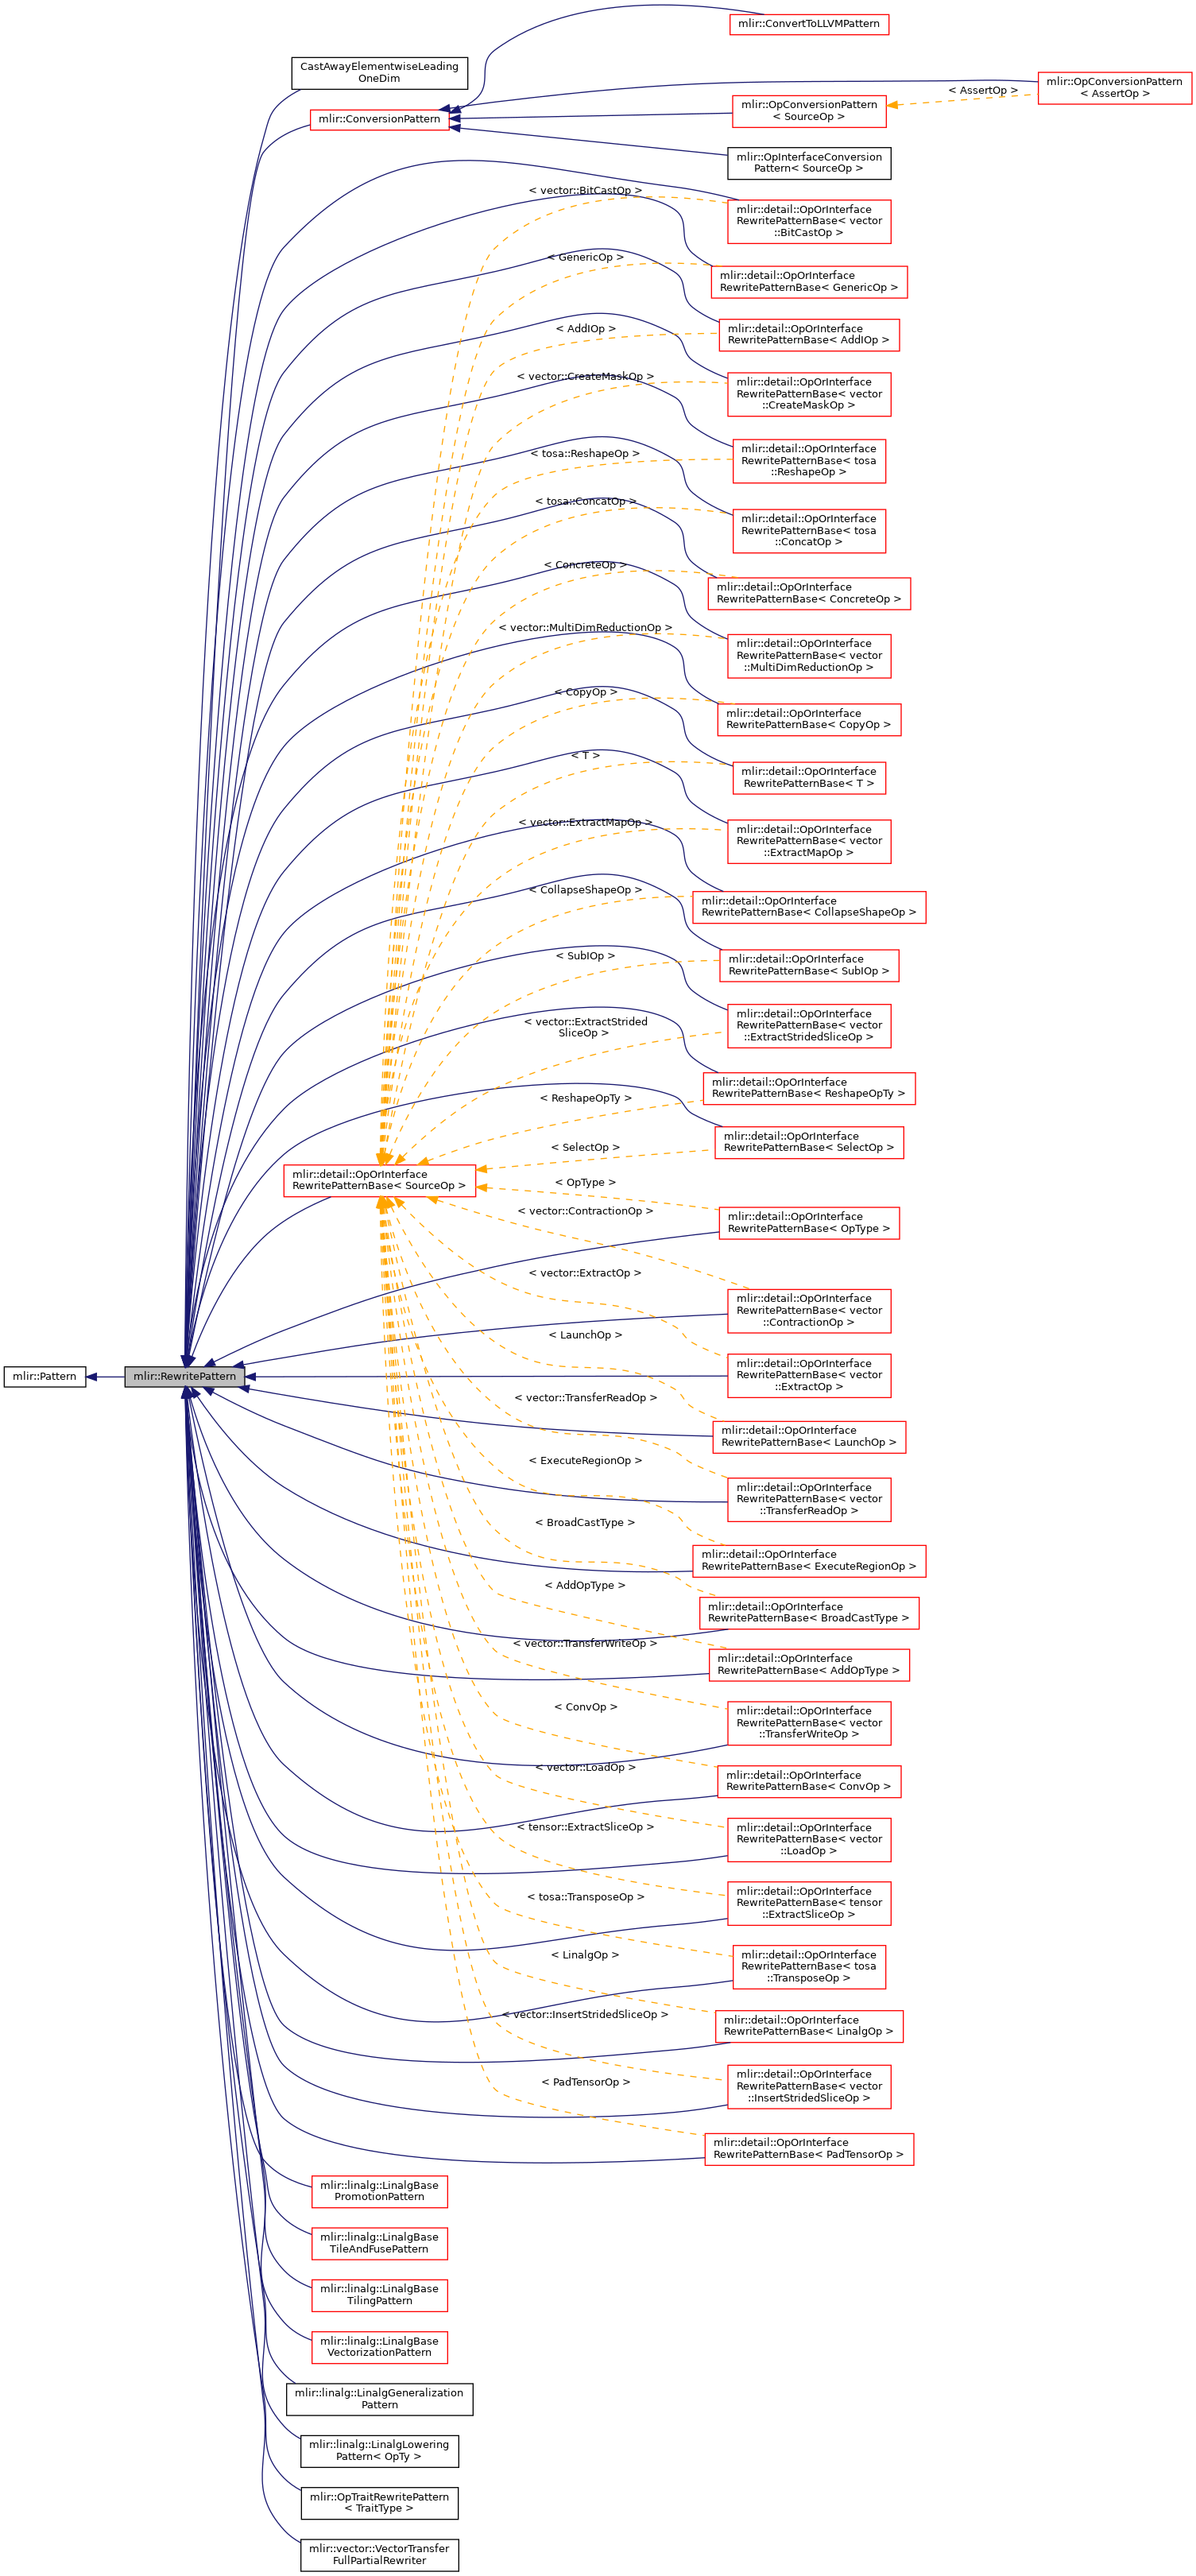 mlir::ConvertToLLVMPattern
CastAwayElementwiseLeading
OneDim
mlir::OpConversionPattern
< AssertOp >
< AssertOp >
mlir::OpConversionPattern
< SourceOp >
mlir::ConversionPattern
mlir::OpInterfaceConversion
Pattern< SourceOp >
< vector::BitCastOp >
mlir::detail::OpOrInterface
RewritePatternBase< vector
::BitCastOp >
< GenericOp >
mlir::detail::OpOrInterface
RewritePatternBase< GenericOp >
< AddIOp >
mlir::detail::OpOrInterface
RewritePatternBase< AddIOp >
< vector::CreateMaskOp >
mlir::detail::OpOrInterface
RewritePatternBase< vector
::CreateMaskOp >
< tosa::ReshapeOp >
mlir::detail::OpOrInterface
RewritePatternBase< tosa
::ReshapeOp >
< tosa::ConcatOp >
mlir::detail::OpOrInterface
RewritePatternBase< tosa
::ConcatOp >
< ConcreteOp >
mlir::detail::OpOrInterface
RewritePatternBase< ConcreteOp >
< vector::MultiDimReductionOp >
mlir::detail::OpOrInterface
RewritePatternBase< vector
::MultiDimReductionOp >
< CopyOp >
mlir::detail::OpOrInterface
RewritePatternBase< CopyOp >
< T >
mlir::detail::OpOrInterface
RewritePatternBase< T >
< vector::ExtractMapOp >
mlir::detail::OpOrInterface
RewritePatternBase< vector
::ExtractMapOp >
< CollapseShapeOp >
mlir::detail::OpOrInterface
RewritePatternBase< CollapseShapeOp >
< SubIOp >
mlir::detail::OpOrInterface
RewritePatternBase< SubIOp >
< vector::ExtractStrided
SliceOp >
mlir::detail::OpOrInterface
RewritePatternBase< vector
::ExtractStridedSliceOp >
< ReshapeOpTy >
mlir::detail::OpOrInterface
RewritePatternBase< ReshapeOpTy >
< SelectOp >
mlir::detail::OpOrInterface
RewritePatternBase< SelectOp >
mlir::detail::OpOrInterface
RewritePatternBase< SourceOp >
< OpType >
mlir::detail::OpOrInterface
RewritePatternBase< OpType >
< vector::ContractionOp >
mlir::detail::OpOrInterface
RewritePatternBase< vector
::ContractionOp >
< vector::ExtractOp >
mlir::detail::OpOrInterface
RewritePatternBase< vector
::ExtractOp >
mlir::Pattern
mlir::RewritePattern
< LaunchOp >
mlir::detail::OpOrInterface
RewritePatternBase< LaunchOp >
< vector::TransferReadOp >
mlir::detail::OpOrInterface
RewritePatternBase< vector
::TransferReadOp >
< ExecuteRegionOp >
mlir::detail::OpOrInterface
RewritePatternBase< ExecuteRegionOp >
< BroadCastType >
mlir::detail::OpOrInterface
RewritePatternBase< BroadCastType >
< AddOpType >
mlir::detail::OpOrInterface
RewritePatternBase< AddOpType >
< vector::TransferWriteOp >
mlir::detail::OpOrInterface
RewritePatternBase< vector
::TransferWriteOp >
< ConvOp >
mlir::detail::OpOrInterface
RewritePatternBase< ConvOp >
< vector::LoadOp >
mlir::detail::OpOrInterface
RewritePatternBase< vector
::LoadOp >
< tensor::ExtractSliceOp >
mlir::detail::OpOrInterface
RewritePatternBase< tensor
::ExtractSliceOp >
< tosa::TransposeOp >
mlir::detail::OpOrInterface
RewritePatternBase< tosa
::TransposeOp >
< LinalgOp >
mlir::detail::OpOrInterface
RewritePatternBase< LinalgOp >
< vector::InsertStridedSliceOp >
mlir::detail::OpOrInterface
RewritePatternBase< vector
::InsertStridedSliceOp >
< PadTensorOp >
mlir::detail::OpOrInterface
RewritePatternBase< PadTensorOp >
mlir::linalg::LinalgBase
PromotionPattern
mlir::linalg::LinalgBase
TileAndFusePattern
mlir::linalg::LinalgBase
TilingPattern
mlir::linalg::LinalgBase
VectorizationPattern
mlir::linalg::LinalgGeneralization
Pattern
mlir::linalg::LinalgLowering
Pattern< OpTy >
mlir::OpTraitRewritePattern
< TraitType >
mlir::vector::VectorTransfer
FullPartialRewriter